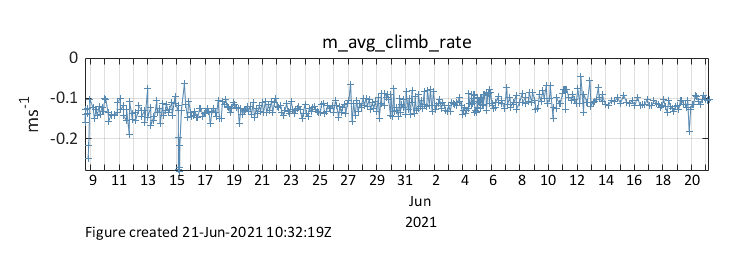 m_avg_climb_rate
0
-0.1
-0.2
ms-1
9 11 13 15 17 19 21 23 25 27 29 31 2 4 6 8 10 12 14 16 18 20
Jun
2021
Figure created 21-Jun-2021 10:32:19Z